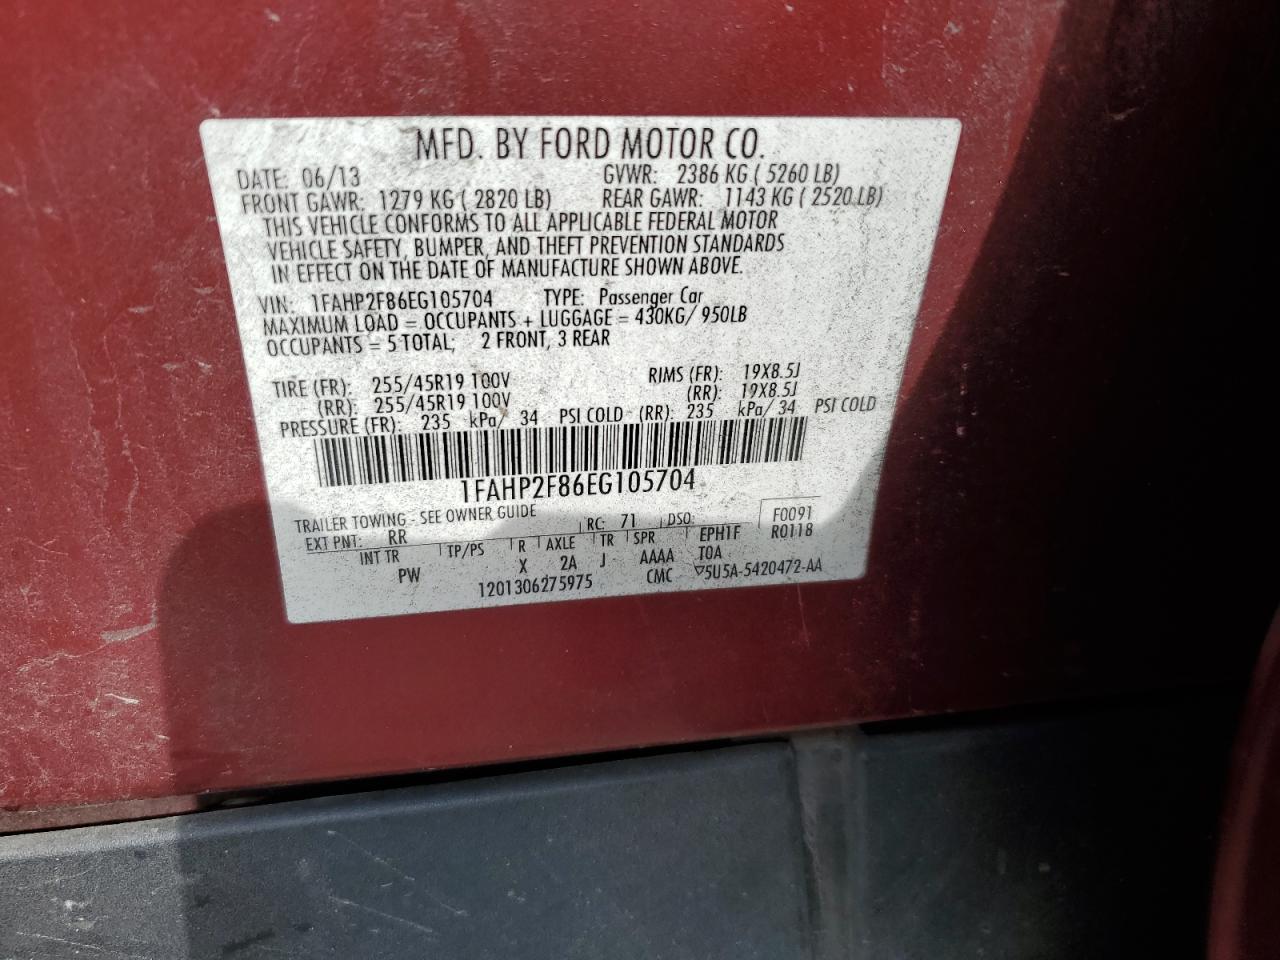 MFD. BY FORD MOTOR CO.
DATE: 06/13 GVWR: 2386 KG ( 5260 LB)
FRONT GAWR: 1279 KG ( 2820 LB) REAR GAWR: 1143 KG ( 2520 LB)
THIS VEHICLE CONFORMS TO ALL APPLICABLE FEDERAL MOTOR
VEHICLE SAFETY, BUMPER, AND THEFT PREVENTION STANDARDS
IN EFFECT ON THE DATE OF MANUFACTURE SHOWN ABOVE.
VIN: 1FAHP2F86EG105704 TYPE: Passenger Car
MAXIMUM LOAD = OCCUPANTS + LUGGAGE = 430KG/ 950LB
OCCUPANTS = 5 TOTAL; 2 FRONT, 3 REAR
TIRE (FR): 255/45R19 100V RIMS (FR): 19X8.5J
(RR): 255/45R19 100V (RR): 19X8.5J
PRESSURE (FR): 235 kPa/ 34 PSI COLD (RR): 235 kPa/ 34 PSI COLD
1FAHP2F86EG105704
TRAILER TOWING - SEE OWNER GUIDE
EXT PNT: RR RC: 71 DSO: F0091
INT TR TP/PS R AXLE TR SPR EPH1F R0118
PW X 2A J AAAA TOA
1201306275975 CMC ▽5U5A-5420472-AA